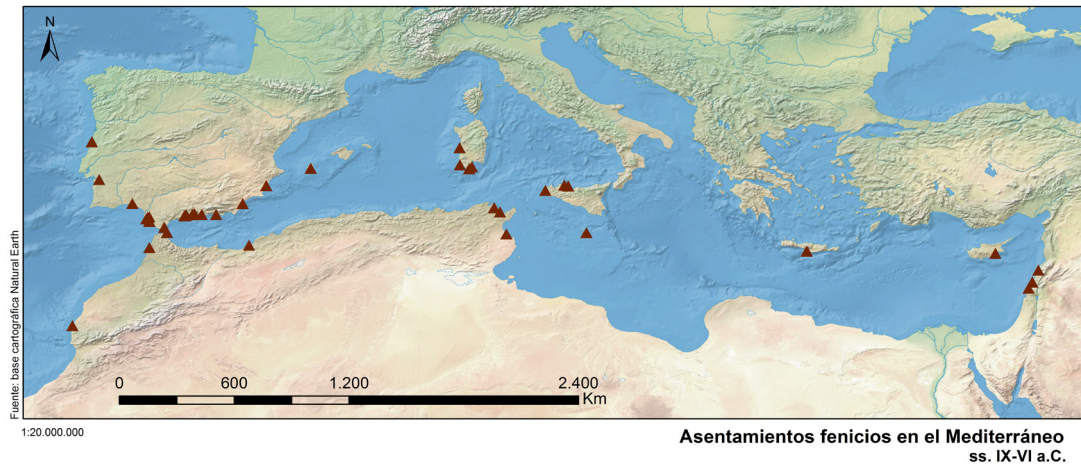 N
Fuente: base cartográfica Natural Earth
0 600 1.200 2.400
Km
1:20.000.000
Asentamientos fenicios en el Mediterráneo
ss. IX-VI a.C.